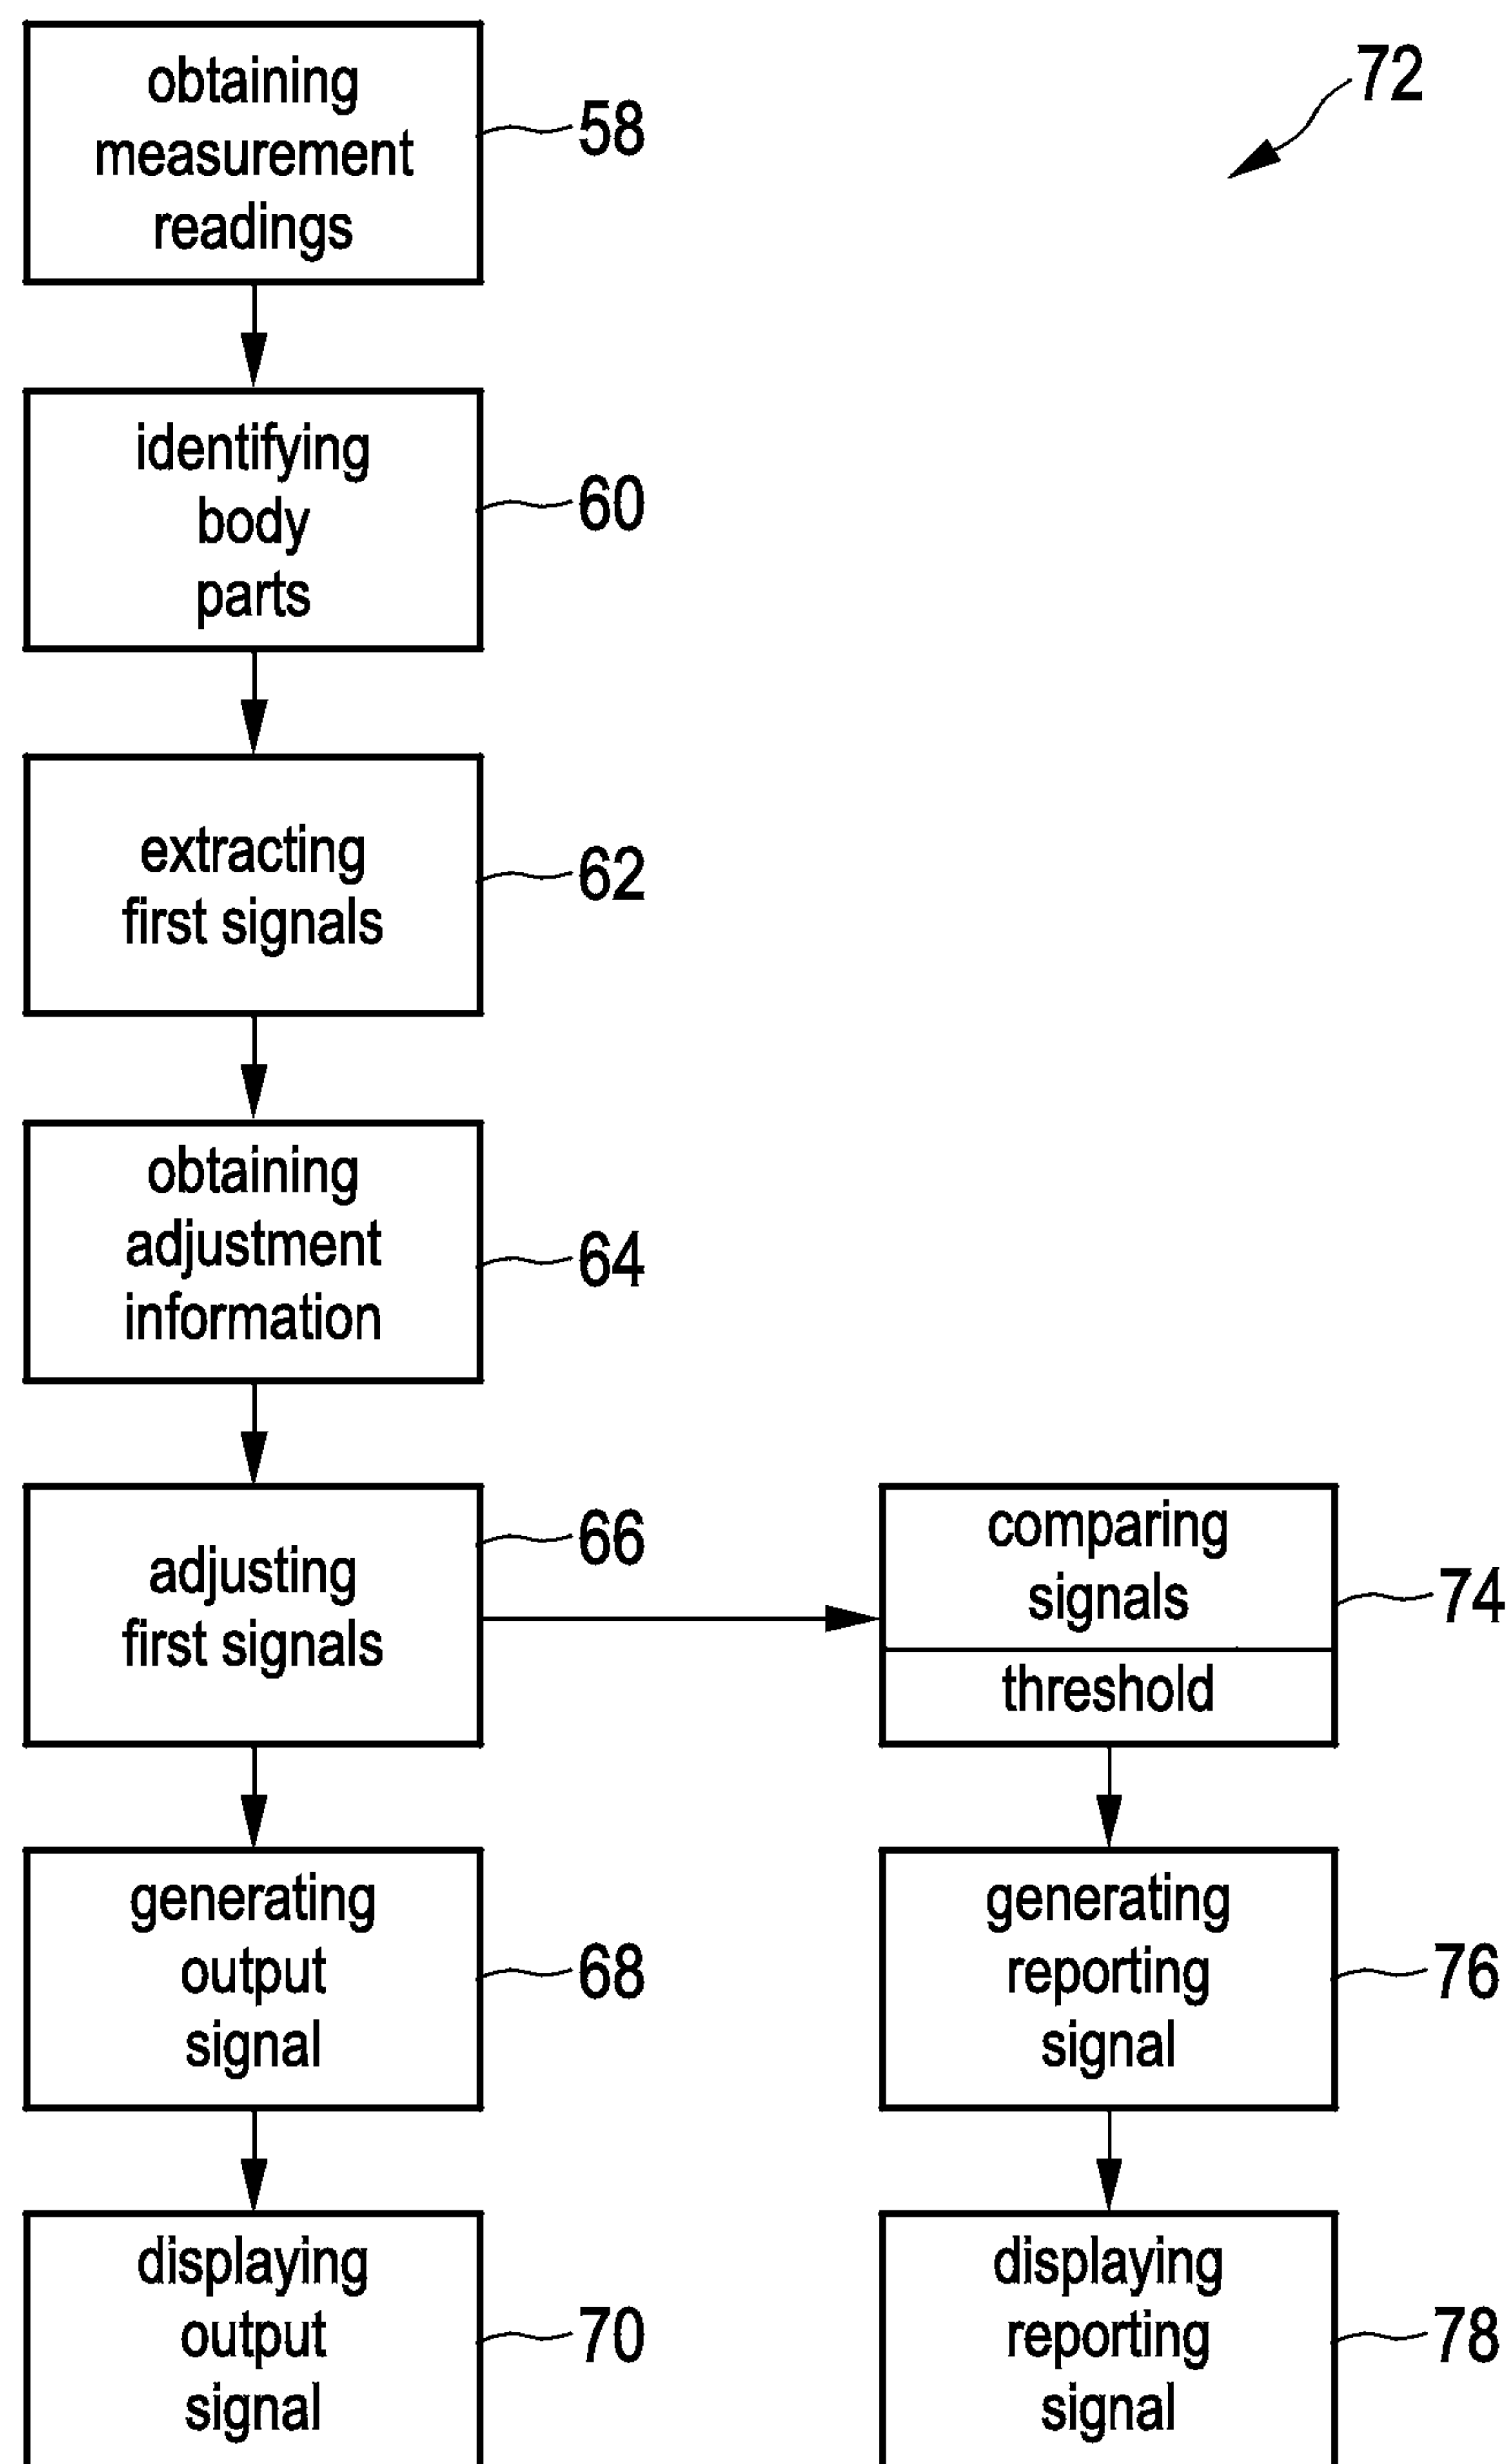 obtaining
measurement
readings
58
72
identifying
body
parts
60
extracting
first signals
62
obtaining
adjustment
information
64
adjusting
first signals
66
comparing
signals
threshold
74
generating
output
signal
68
generating
reporting
signal
76
displaying
output
signal
70
displaying
reporting
signal
78